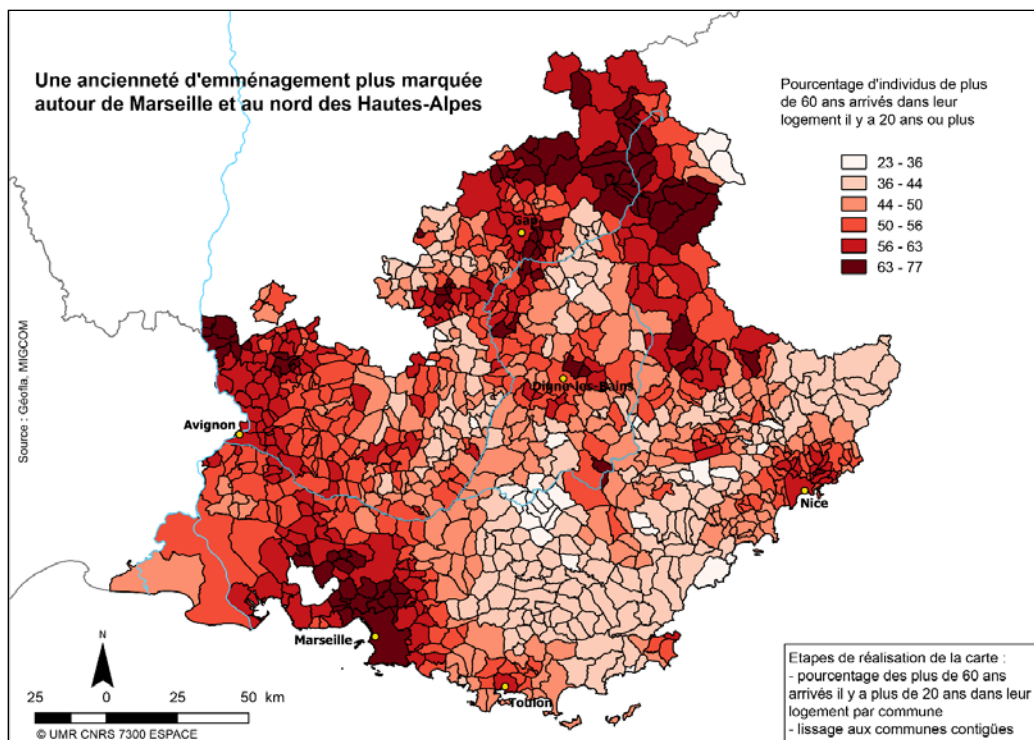 Une ancienneté d'emménagement plus marquée
autour de Marseille et au nord des Hautes-Alpes
Pourcentage d'individus de plus
de 60 ans arrivés dans leur
logement il y a 20 ans ou plus
23 - 36
36 - 44
44 - 50
50 - 56
56 - 63
63 - 77
Gap
Digne-les-Bains
Avignon
Nice
Marseille
Toulon
Source : Géofla, MIGCOM
N
25 0 25 50 km
© UMR CNRS 7300 ESPACE
Etapes de réalisation de la carte :
- pourcentage des plus de 60 ans
arrivés il y a plus de 20 ans dans leur
logement par commune
- lissage aux communes contigües